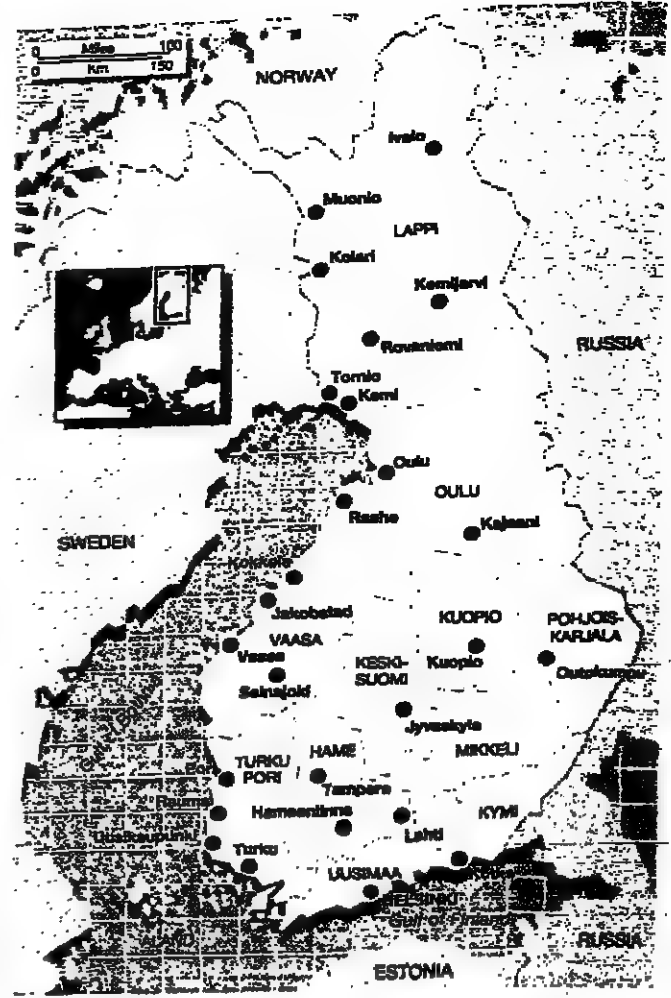 0 Miles 100
0 Km 150
NORWAY
Ivalo
Muonio
LAPPI
Kolari
Kemijarvi
Rovaniemi
RUSSIA
Tornio
Kemi
Oulu
OULU
Raahe
Kajaani
SWEDEN
Kokkola
Jakobstad
KUOPIO
POHJOIS-
KARJALA
VAASA
Vaasa
KESKI-
SUOMI
Kuopio
Outokumpu
Seinajoki
Jyvaskyla
HAME
MIKKELI
TURKU
PORI
Tampere
Rauma
Hameenlinna
KYMI
Lahti
Uusikaupunki
Turku
UUSIMAA
HELSINKI
Gulf of Finland
RUSSIA
ESTONIA